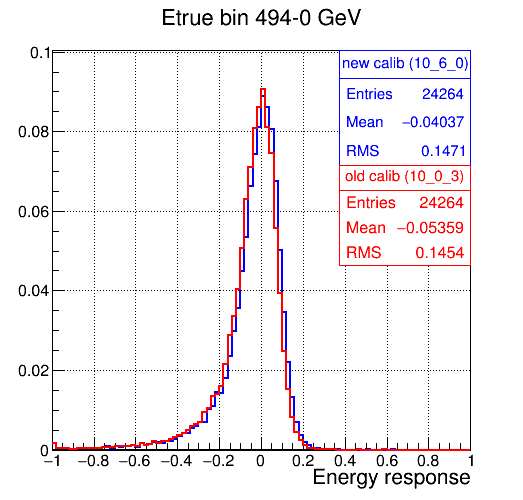 Etrue bin 494-0 GeV
new calib (10_6_0)
Entries 24264
Mean −0.04037
RMS 0.1471
old calib (10_0_3)
Entries 24264
Mean −0.05359
RMS 0.1454
0.1
0.08
0.06
0.04
0.02
0
−1 −0.8 −0.6 −0.4 −0.2 0 0.2 0.4 0.6 0.8 1
Energy response